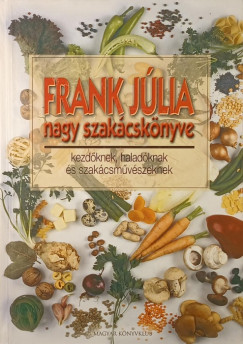 FRANK JÚLIA
nagy szakácskönyve
kezdőknek, haladóknak
és szakácsművészeknek
MAGYAR KÖNYVKLUB